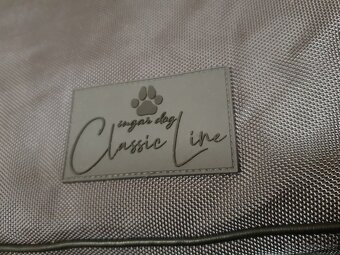 sugar dog
Classic Line